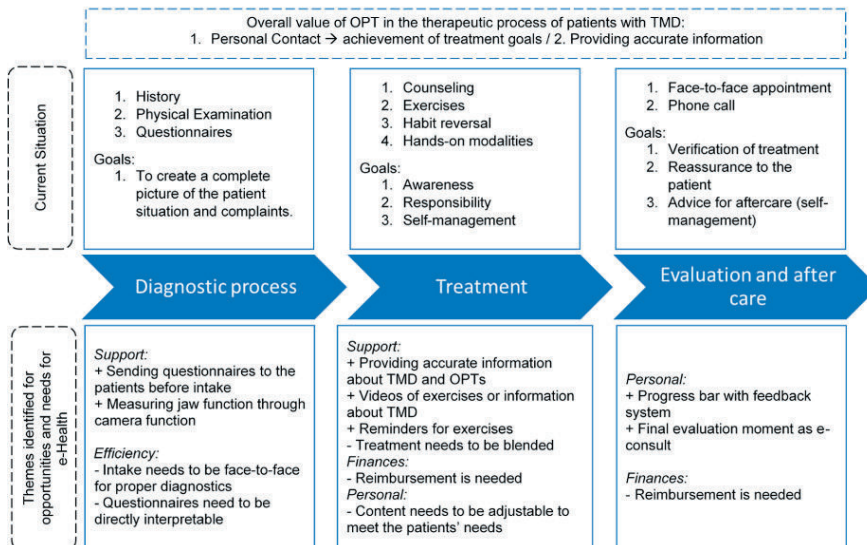 Overall value of OPT in the therapeutic process of patients with TMD:
1. Personal Contact → achievement of treatment goals / 2. Providing accurate information
Current Situation
1. History
2. Physical Examination
3. Questionnaires
Goals:
1. To create a complete
picture of the patient
situation and complaints.
1. Counseling
2. Exercises
3. Habit reversal
4. Hands-on modalities
Goals:
1. Awareness
2. Responsibility
3. Self-management
1. Face-to-face appointment
2. Phone call
Goals:
1. Verification of treatment
2. Reassurance to the
patient
3. Advice for aftercare (self-
management)
Diagnostic process
Treatment
Evaluation and after
care
Themes identified for
opportunities and needs for
e-Health
Support:
+ Sending questionnaires to the
patients before intake
+ Measuring jaw function through
camera function
Efficiency:
- Intake needs to be face-to-face
for proper diagnostics
- Questionnaires need to be
directly interpretable
Support:
+ Providing accurate information
about TMD and OPTs
+ Videos of exercises or information
about TMD
+ Reminders for exercises
- Treatment needs to be blended
Finances:
- Reimbursement is needed
Personal:
- Content needs to be adjustable to
meet the patients' needs
Personal:
+ Progress bar with feedback
system
+ Final evaluation moment as e-
consult
Finances:
- Reimbursement is needed